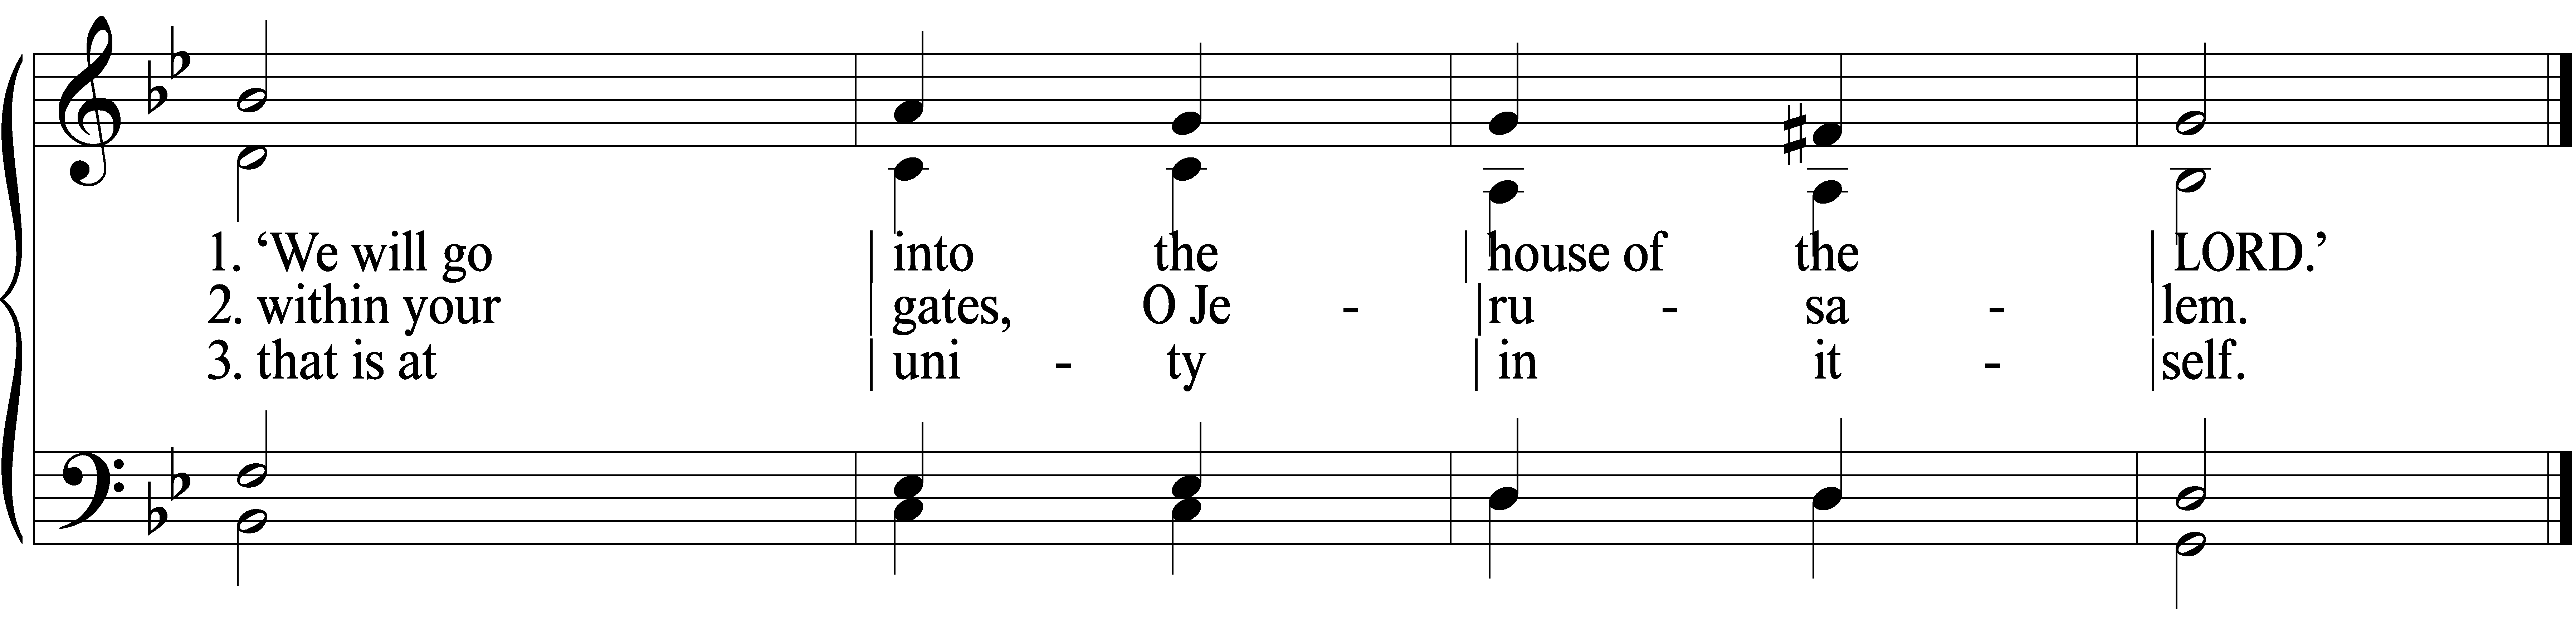 1. ‘We will go | into the | house of the | LORD.’
2. within your | gates, O Je - | ru - sa - | lem.
3. that is at | uni - ty | in it - | self.